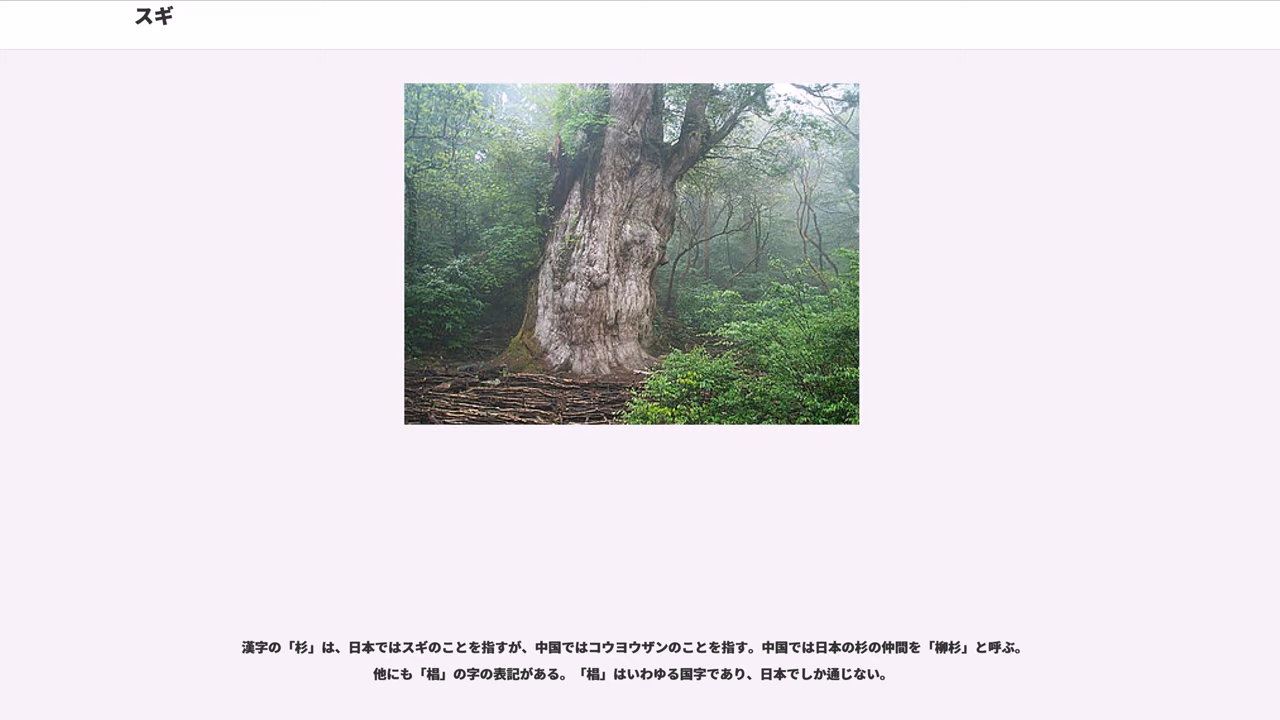 スギ
漢字の「杉」は、日本ではスギのことを指すが、中国ではコウヨウザンのことを指す。中国では日本の杉の仲間を「柳杉」と呼ぶ。
他にも「椙」の字の表記がある。「椙」はいわゆる国字であり、日本でしか通じない。